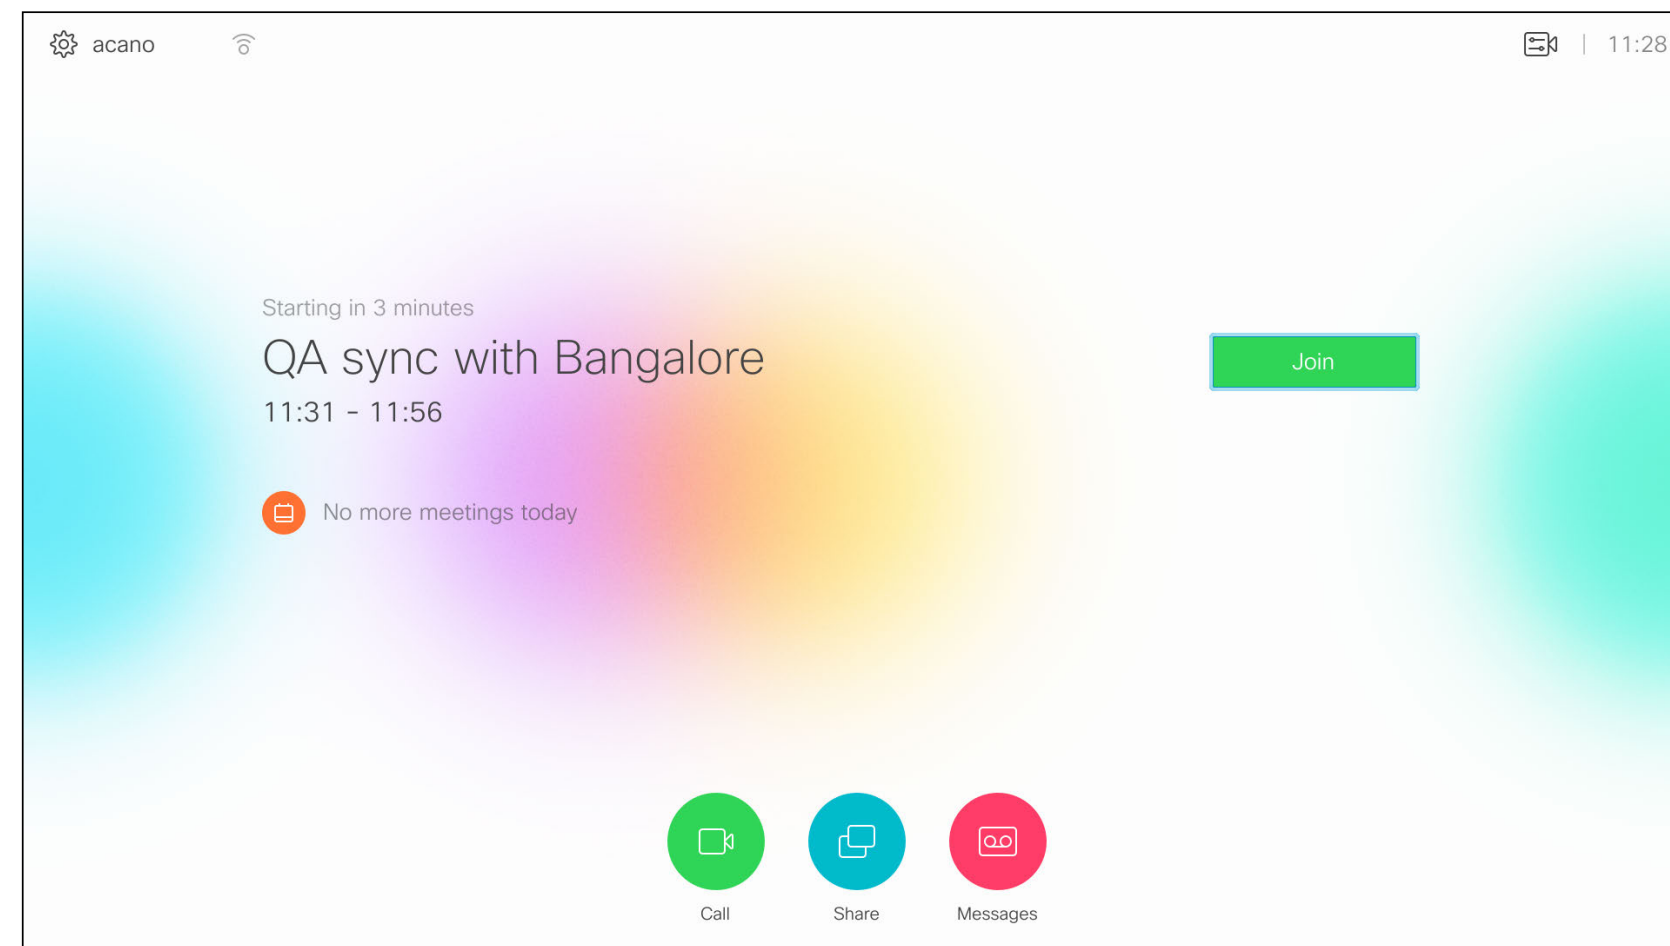 acano
11:28
Starting in 3 minutes
QA sync with Bangalore
11:31 - 11:56
Join
No more meetings today
Call
Share
Messages